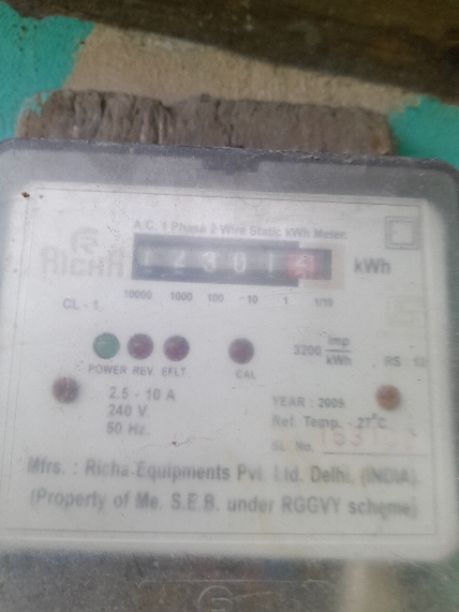 A.C. 1 Phase 2 Wire Static kWh Meter.
RICHA
1 2 3 0 1
kWh
CL - 1.
10000 1000 100 10 1 1/10
3200 Imp/kWh
POWER REV. EFLT CAL
2.5 - 10 A
240 V.
50 Hz.
YEAR : 2009
Ref. Temp. - 27°C
SL No.
Mfrs. : Richa Equipments Pvt. Ltd. Delhi, (INDIA)
(Property of Me. S.E.B. under RGGVY scheme)